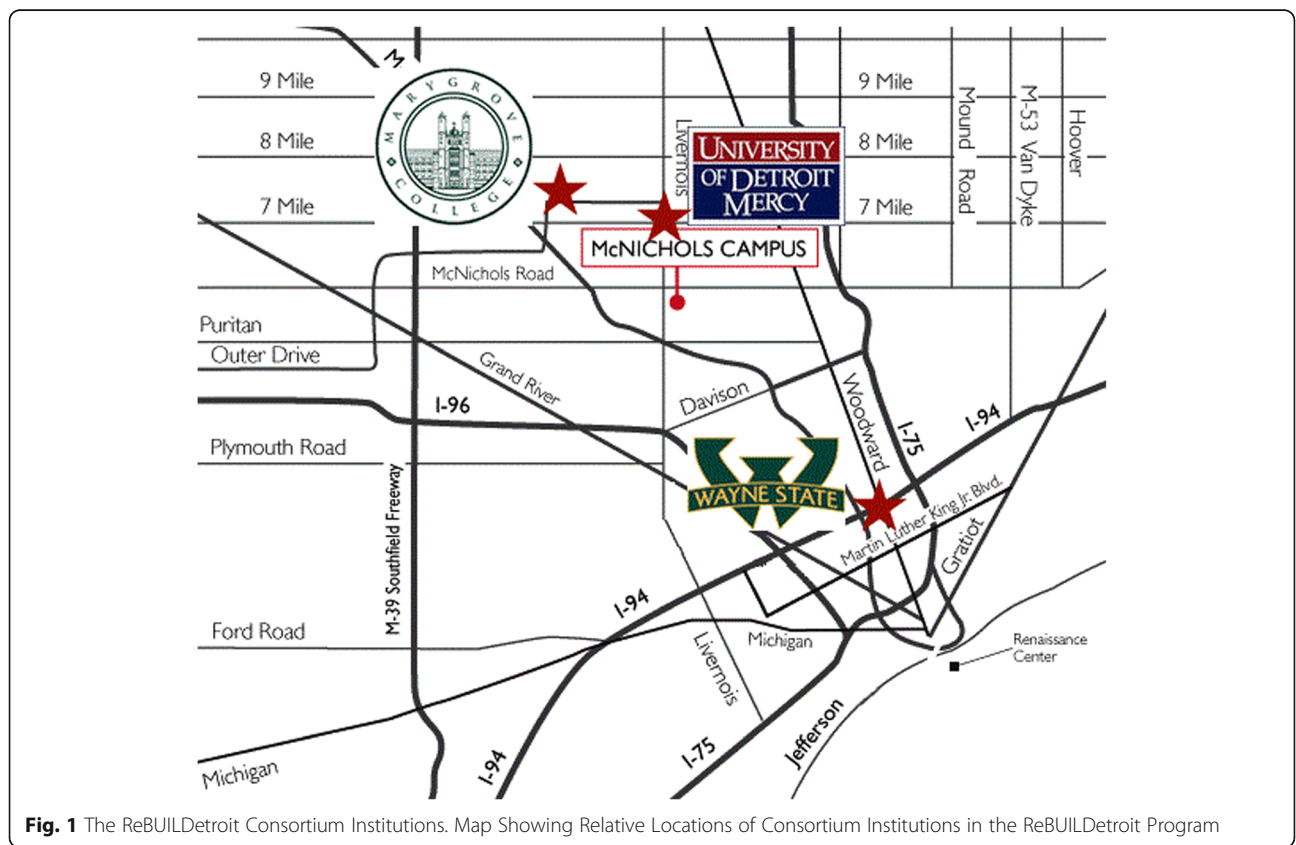 M
9 Mile
8 Mile
7 Mile
MARYGROVE COLLEGE
Livernois
UNIVERSITY
OF DETROIT
MERCY
9 Mile
8 Mile
7 Mile
Mound Road
M-53 Van Dyke
Hoover
McNICHOLS CAMPUS
McNichols Road
Puritan
Outer Drive
Grand River
I-96
Davison
Woodward
I-75
I-94
Plymouth Road
M-39 Southfield Freeway
WAYNE STATE
Martin Luther King Jr. Blvd.
Gratiot
I-94
Ford Road
Michigan
Livernois
Renaissance
Center
Jefferson
I-75
I-94
Michigan
Fig. 1 The ReBUILDetroit Consortium Institutions. Map Showing Relative Locations of Consortium Institutions in the ReBUILDetroit Program